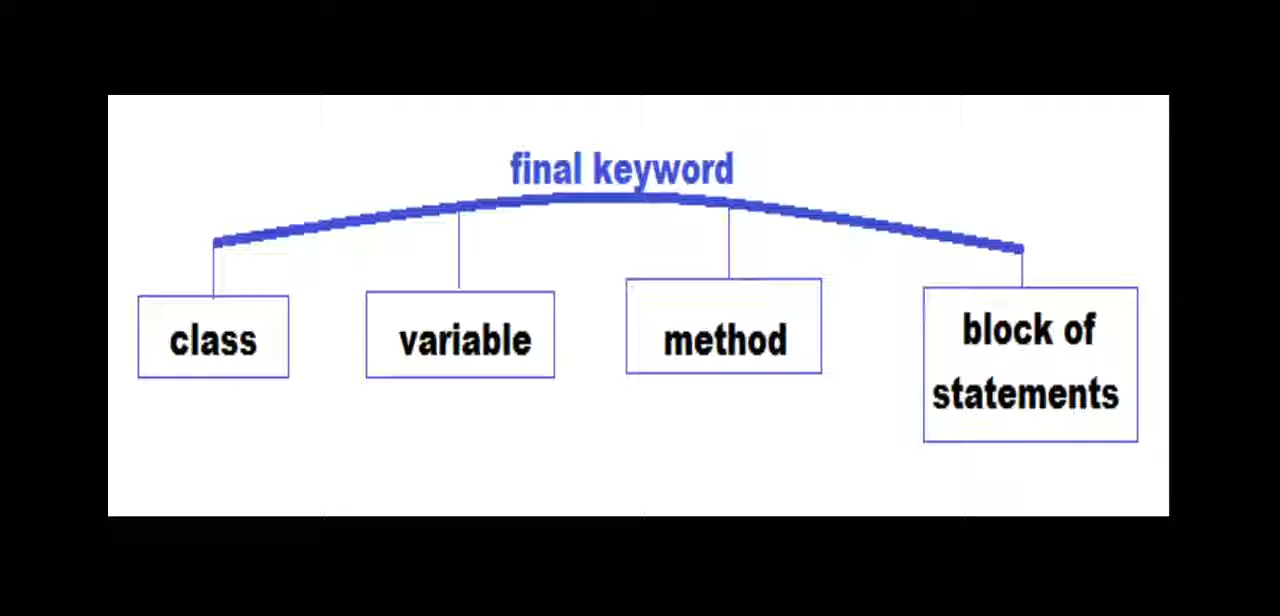 final keyword
class
variable
method
block of
statements